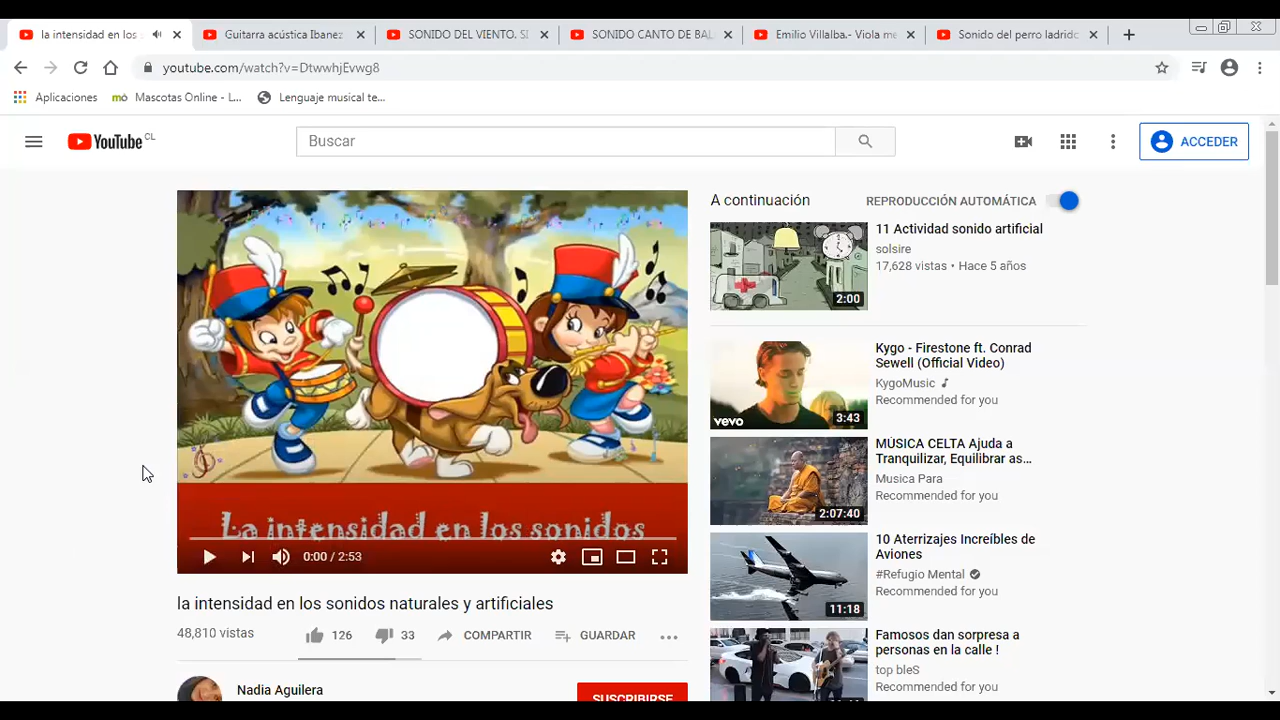 la intensidad en los
Guitarra acústica Ibanez
SONIDO DEL VIENTO.
SONIDO CANTO DE BAL
Emilio Villalba.- Viola me
Sonido del perro ladrido
youtube.com/watch?v=DtwwhjEvwg8
Aplicaciones
mo Mascotas Online - L...
Lenguaje musical te...
YouTube CL
Buscar
ACCEDER
A continuación
REPRODUCCIÓN AUTOMÁTICA
11 Actividad sonido artificial
solsire
17,628 vistas • Hace 5 años
2:00
Kygo - Firestone ft. Conrad
Sewell (Official Video)
KygoMusic
Recommended for you
vevo
3:43
MÚSICA CELTA Ajuda a
Tranquilizar, Equilibrar as...
Musica Para
Recommended for you
2:07:40
10 Aterrizajes Increíbles de
Aviones
#Refugio Mental
Recommended for you
11:18
Famosos dan sorpresa a
personas en la calle !
top bleS
Recommended for you
La intensidad en los sonidos
0:00 / 2:53
la intensidad en los sonidos naturales y artificiales
48,810 vistas
126
33
COMPARTIR
GUARDAR
Nadia Aguilera
SUSCRIBIRSE